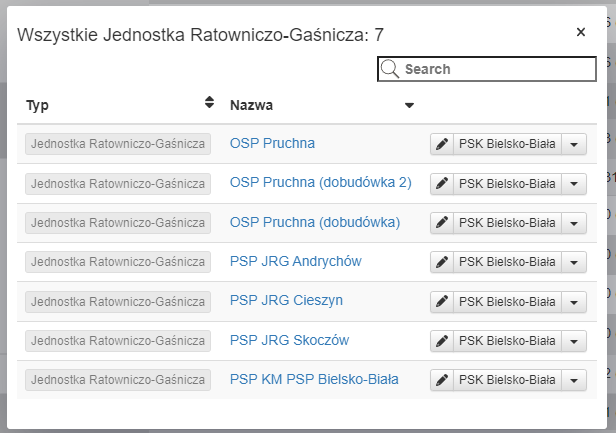 Wszystkie Jednostka Ratowniczo-Gaśnicza: 7 ×
Search
Typ Nazwa
Jednostka Ratowniczo-Gaśnicza OSP Pruchna PSK Bielsko-Biała
Jednostka Ratowniczo-Gaśnicza OSP Pruchna (dobudówka 2) PSK Bielsko-Biała
Jednostka Ratowniczo-Gaśnicza OSP Pruchna (dobudówka) PSK Bielsko-Biała
Jednostka Ratowniczo-Gaśnicza PSP JRG Andrychów PSK Bielsko-Biała
Jednostka Ratowniczo-Gaśnicza PSP JRG Cieszyn PSK Bielsko-Biała
Jednostka Ratowniczo-Gaśnicza PSP JRG Skoczów PSK Bielsko-Biała
Jednostka Ratowniczo-Gaśnicza PSP KM PSP Bielsko-Biała PSK Bielsko-Biała